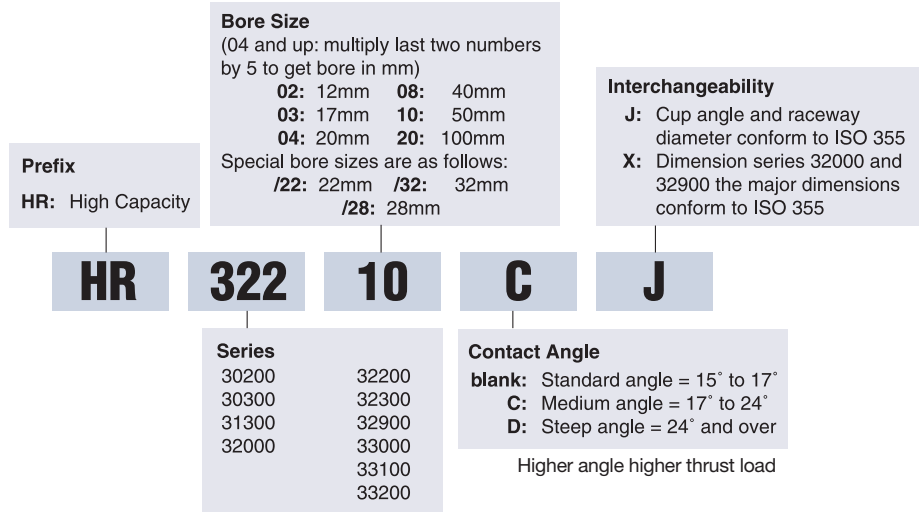 Bore Size
(04 and up: multiply last two numbers
by 5 to get bore in mm)
02: 12mm 08: 40mm
03: 17mm 10: 50mm
04: 20mm 20: 100mm
Special bore sizes are as follows:
/22: 22mm /32: 32mm
/28: 28mm
Interchangeability
J: Cup angle and raceway
diameter conform to ISO 355
X: Dimension series 32000 and
32900 the major dimensions
conform to ISO 355
Prefix
HR: High Capacity
HR 322 10 C J
Series
30200 32200
30300 32300
31300 32900
32000 33000
33100
33200
Contact Angle
blank: Standard angle = 15° to 17°
C: Medium angle = 17° to 24°
D: Steep angle = 24° and over
Higher angle higher thrust load